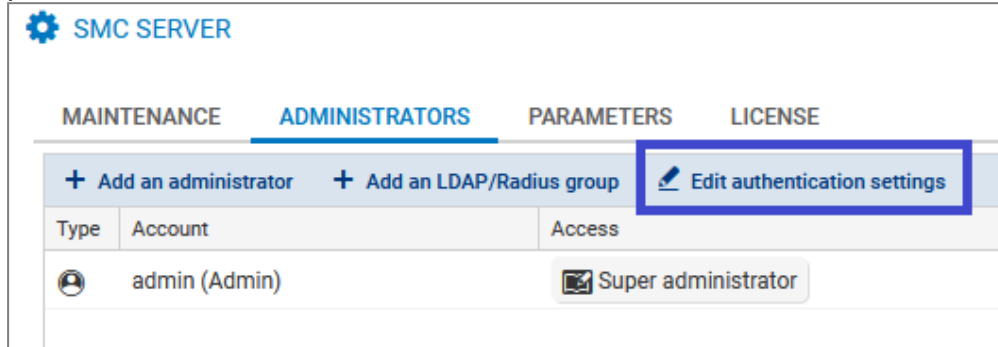 SMC SERVER
MAINTENANCE ADMINISTRATORS PARAMETERS LICENSE
+ Add an administrator + Add an LDAP/Radius group Edit authentication settings
Type Account Access
admin (Admin) Super administrator